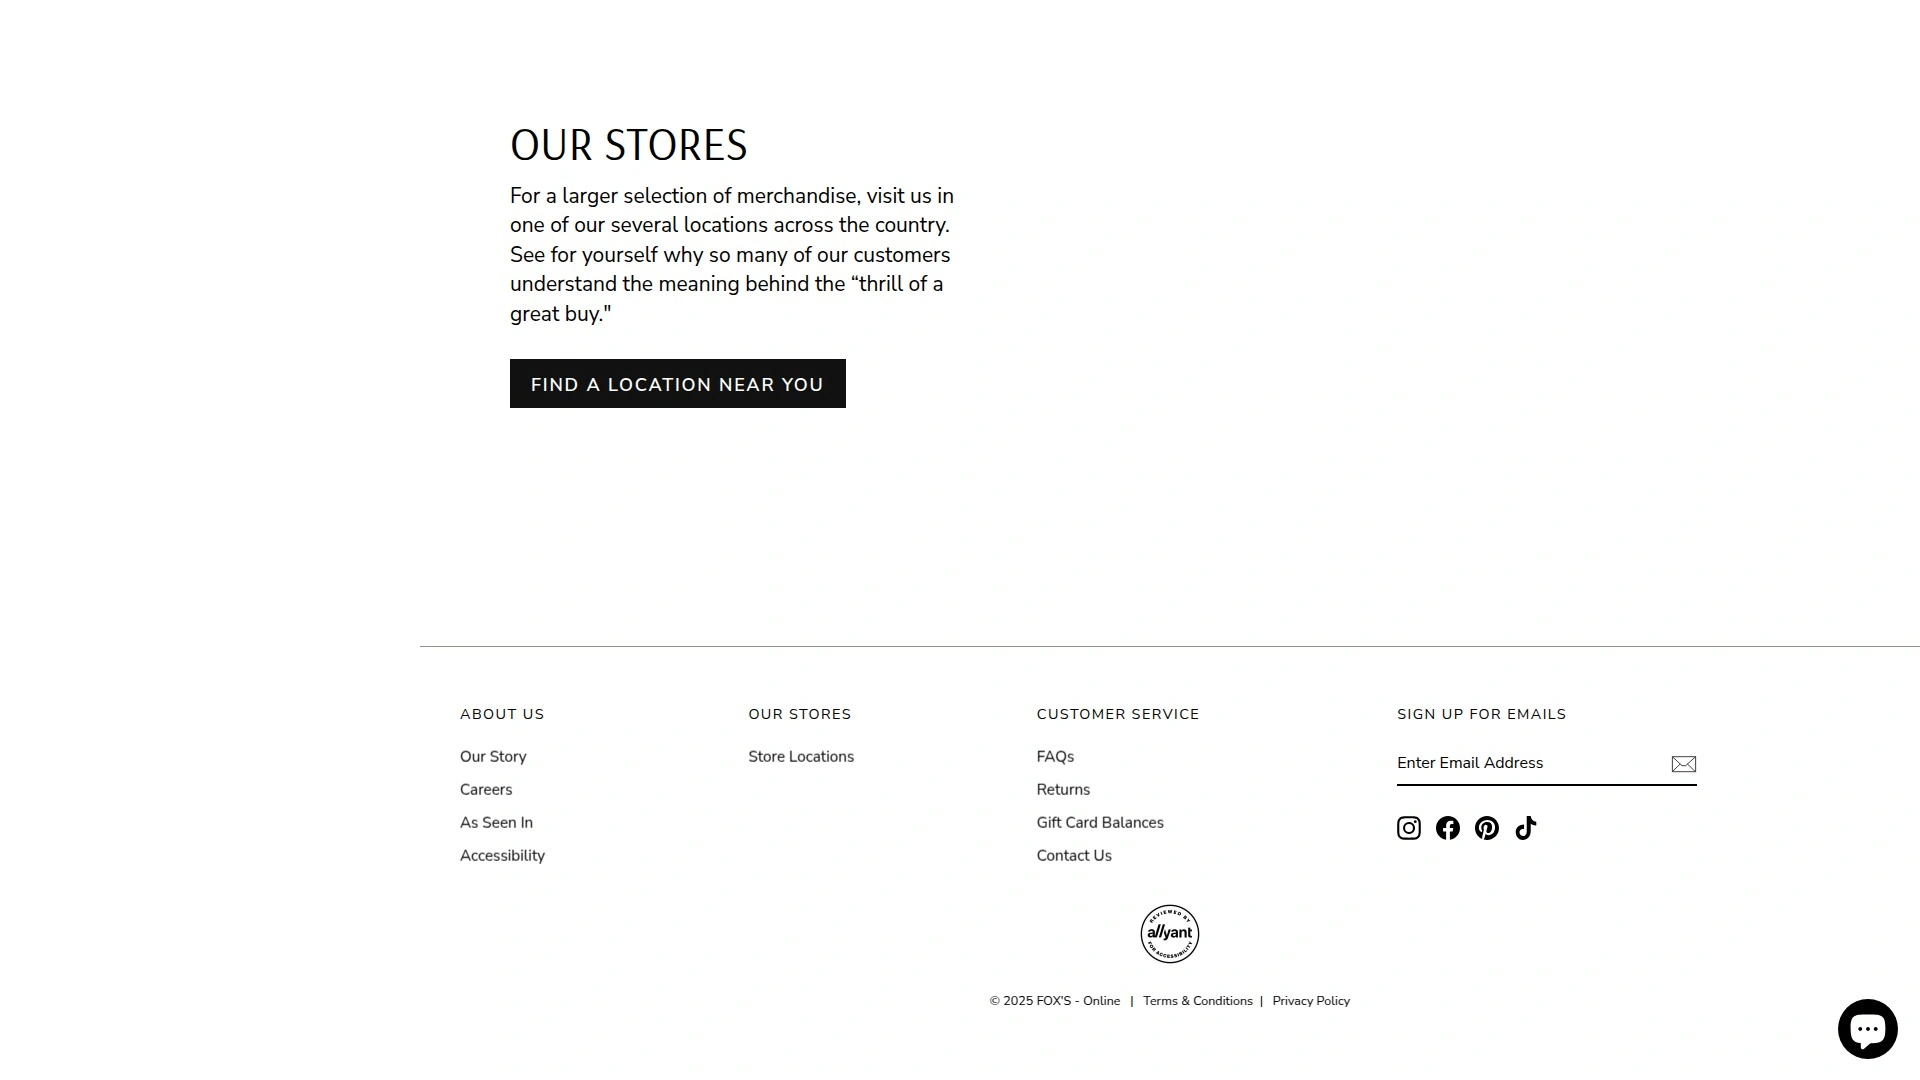 OUR STORES
For a larger selection of merchandise, visit us in
one of our several locations across the country.
See for yourself why so many of our customers
understand the meaning behind the “thrill of a
great buy."
FIND A LOCATION NEAR YOU
ABOUT US
Our Story
Careers
As Seen In
Accessibility
OUR STORES
Store Locations
CUSTOMER SERVICE
FAQs
Returns
Gift Card Balances
Contact Us
SIGN UP FOR EMAILS
Enter Email Address
REVIEWED BY
allyant
FOR ACCESSIBILITY
© 2025 FOX'S - Online | Terms & Conditions | Privacy Policy